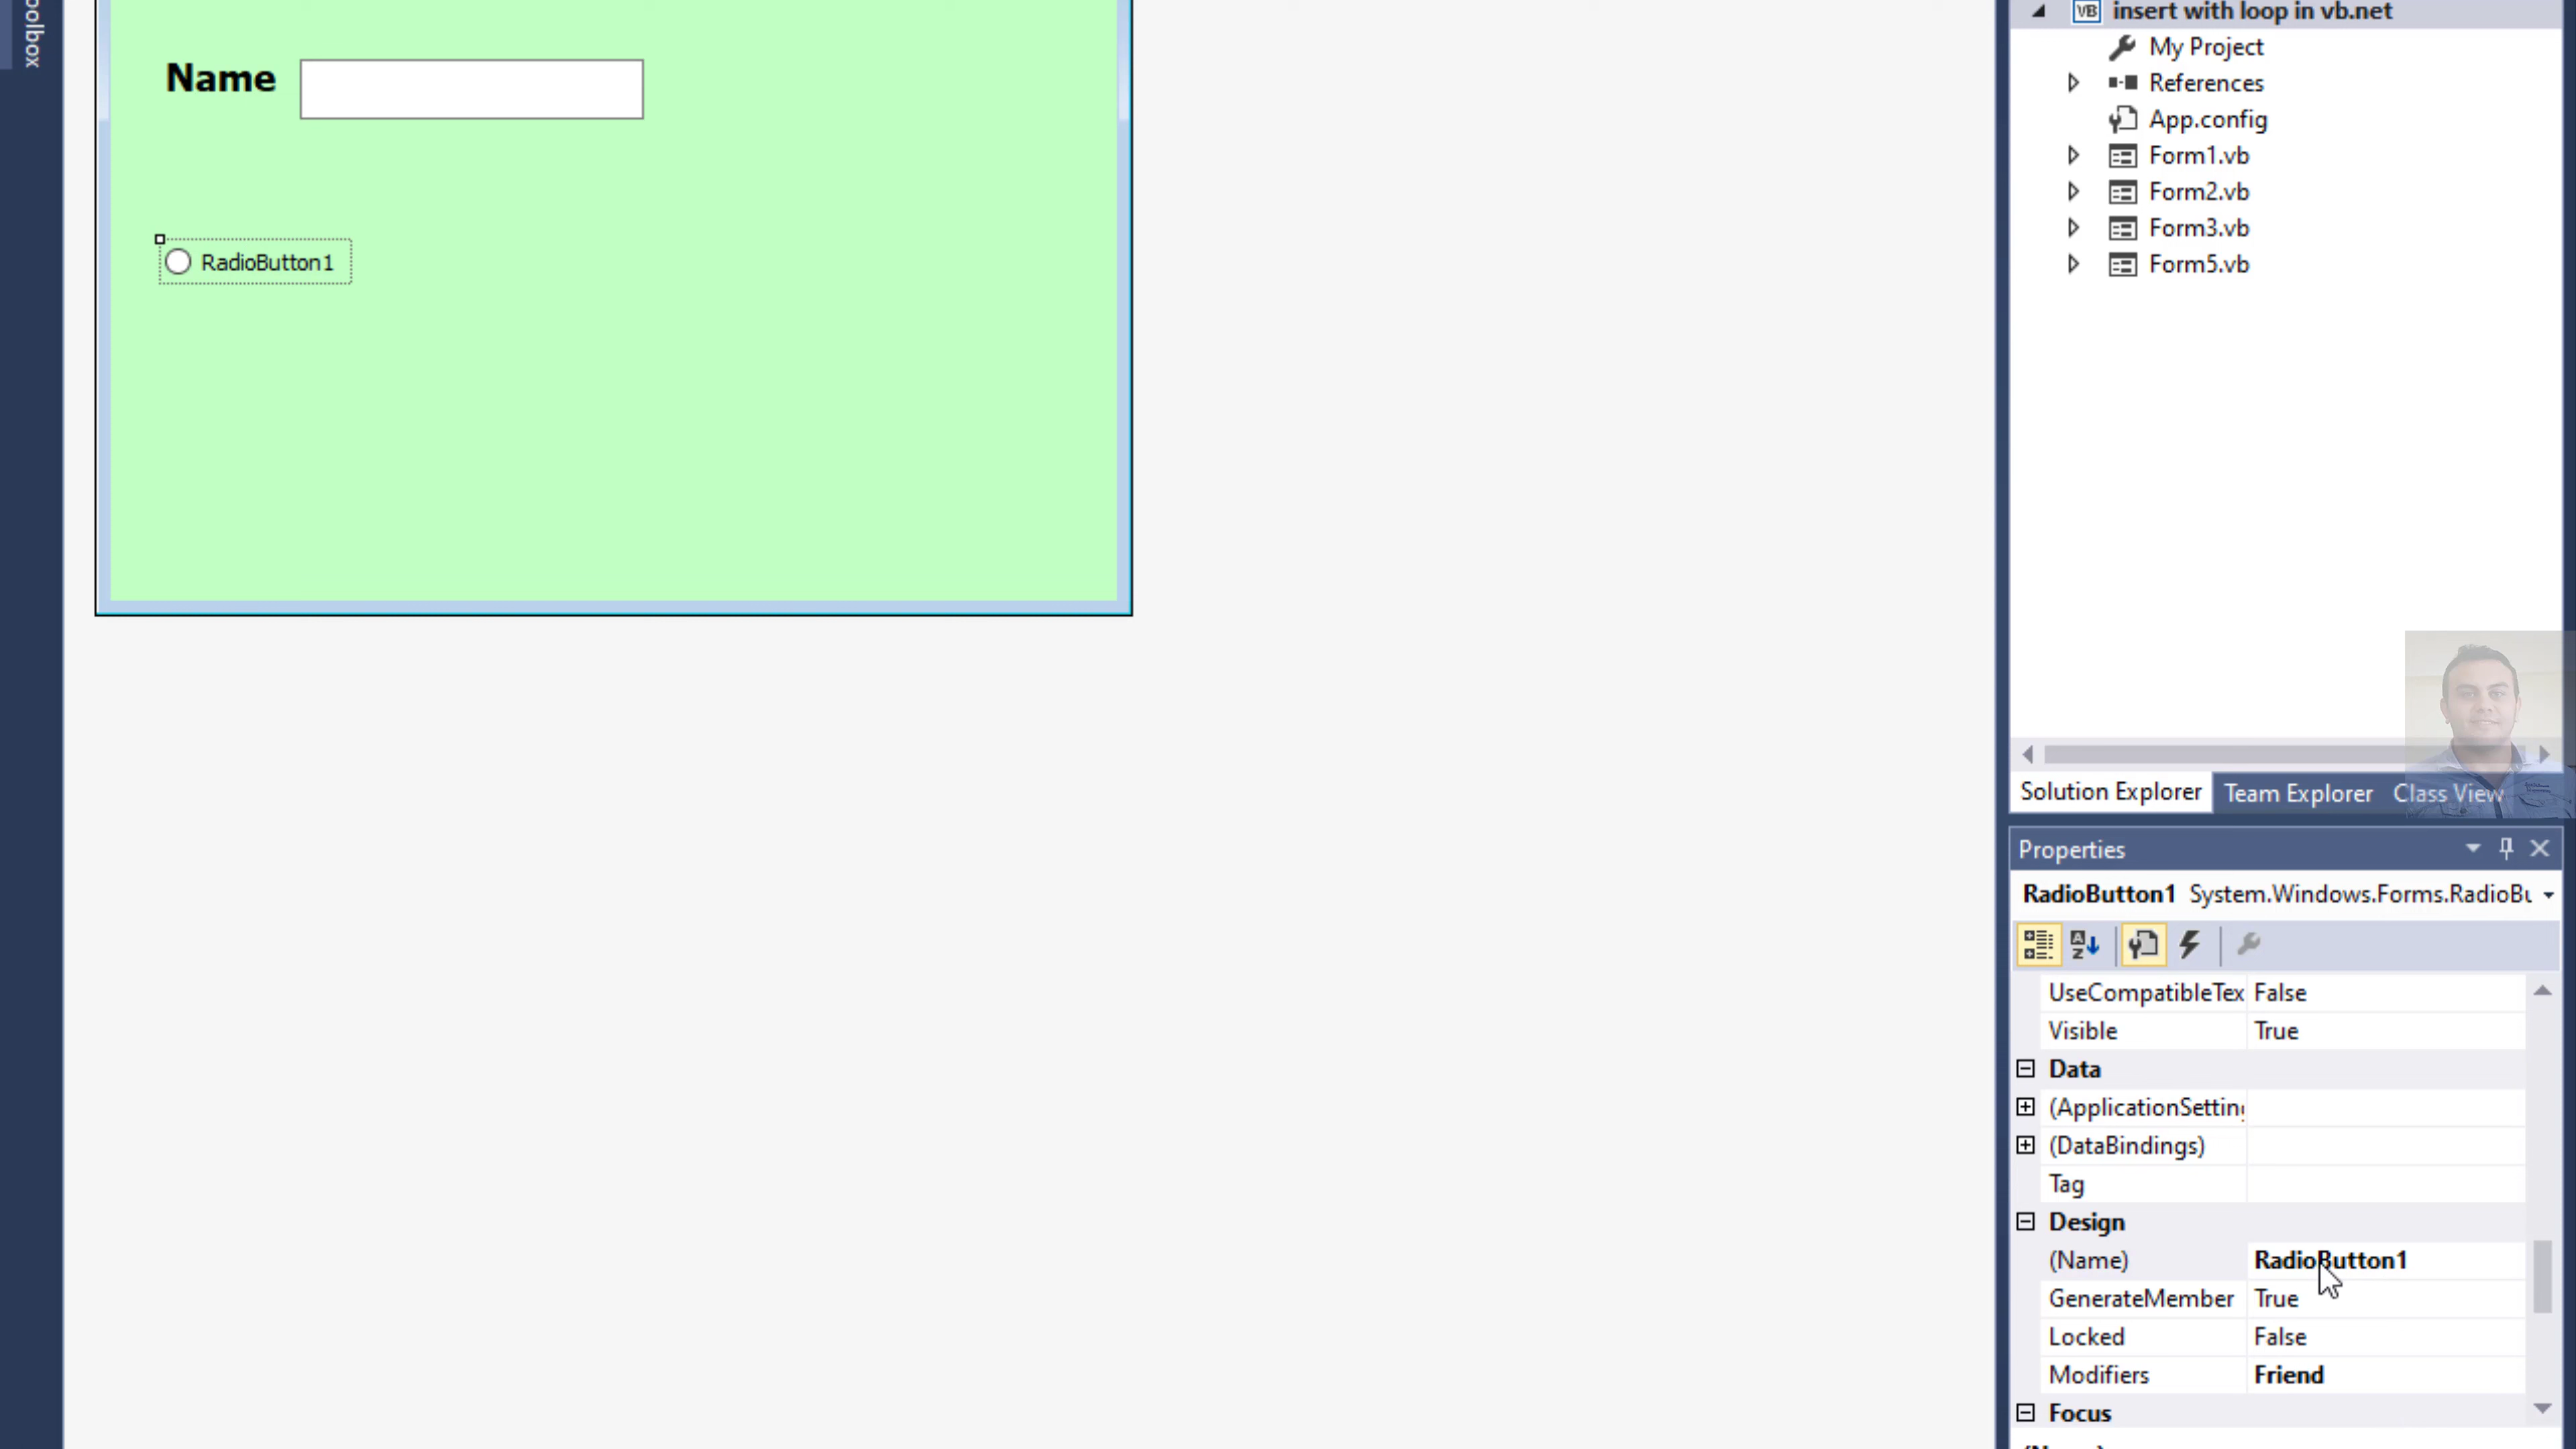 oolbox
Name
RadioButton1
insert with loop in vb.net
My Project
References
App.config
Form1.vb
Form2.vb
Form3.vb
Form5.vb
Solution Explorer Team Explorer Class View
Properties
RadioButton1 System.Windows.Forms.RadioBu
UseCompatibleTex False
Visible True
Data
(ApplicationSetting
(DataBindings)
Tag
Design
(Name) RadioButton1
GenerateMember True
Locked False
Modifiers Friend
Focus